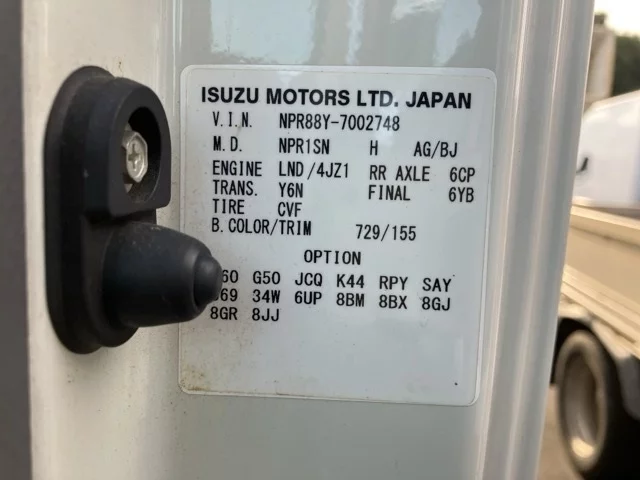 ISUZU MOTORS LTD. JAPAN
V.I.N. NPR88Y-7002748
M.D. NPR1SN H AG/BJ
ENGINE LND/4JZ1 RR AXLE 6CP
TRANS. Y6N FINAL 6YB
TIRE CVF
B.COLOR/TRIM 729/155
OPTION
G50 JCQ K44 RPY SAY
34W 6UP 8BM 8BX 8GJ
8GR 8JJ